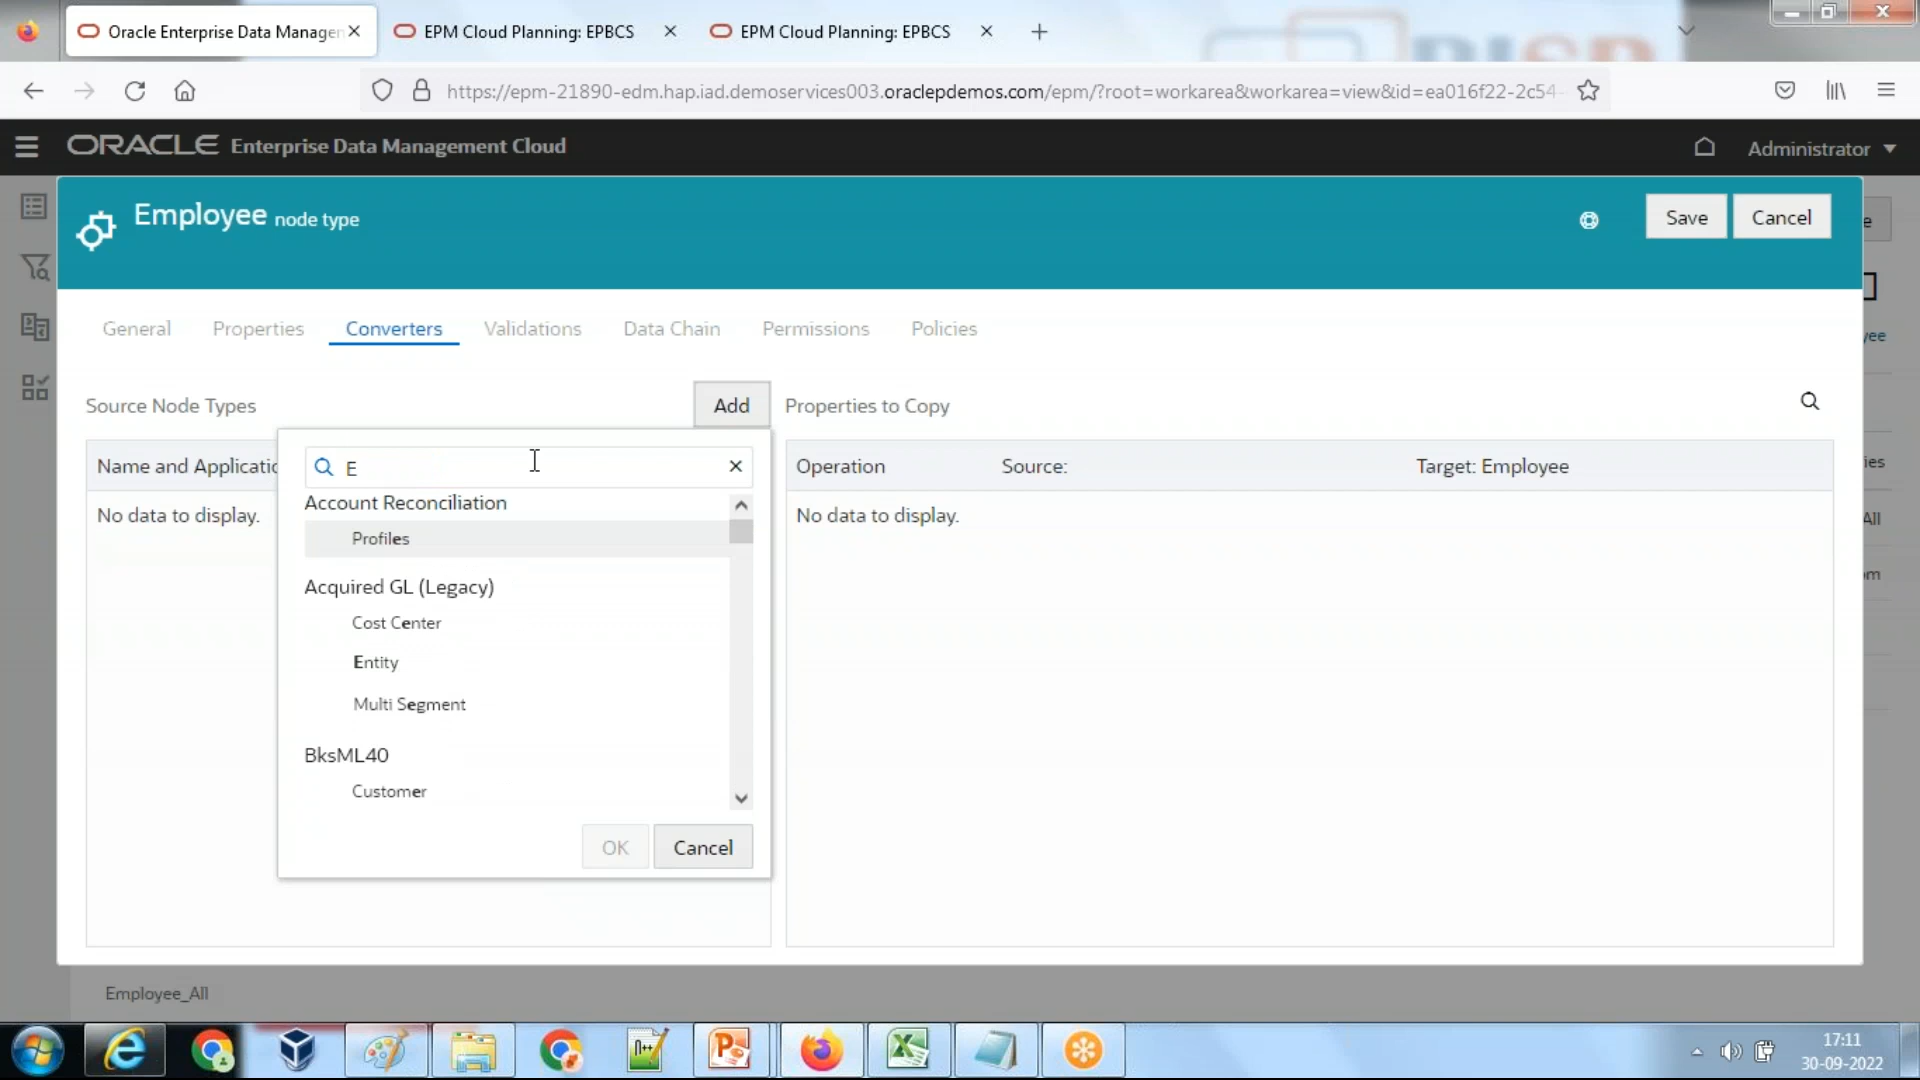 Oracle Enterprise Data Manager
EPM Cloud Planning: EPBCS
EPM Cloud Planning: EPBCS
https://epm-21890-edm.hap.iad.demoservices003.oraclepdemos.com/epm/?root=workarea&workarea=view&id=ea016f22-2c54-
ORACLE Enterprise Data Management Cloud
Administrator
Employee node type
Save
Cancel
General
Properties
Converters
Validations
Data Chain
Permissions
Policies
Source Node Types
Add
Properties to Copy
Name and Applicatio
E
Operation
Source:
Target: Employee
No data to display.
No data to display.
Account Reconciliation
Profiles
Acquired GL (Legacy)
Cost Center
Entity
Multi Segment
BksML40
Customer
OK
Cancel
Employee_All
17:11
30-09-2022